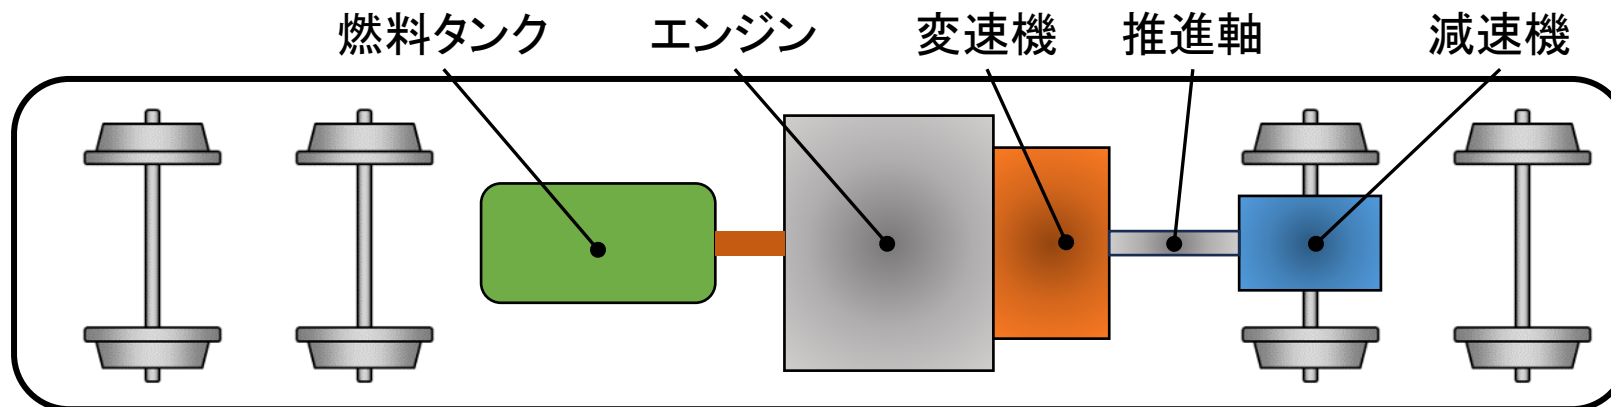 燃料タンク
エンジン
変速機
推進軸
減速機